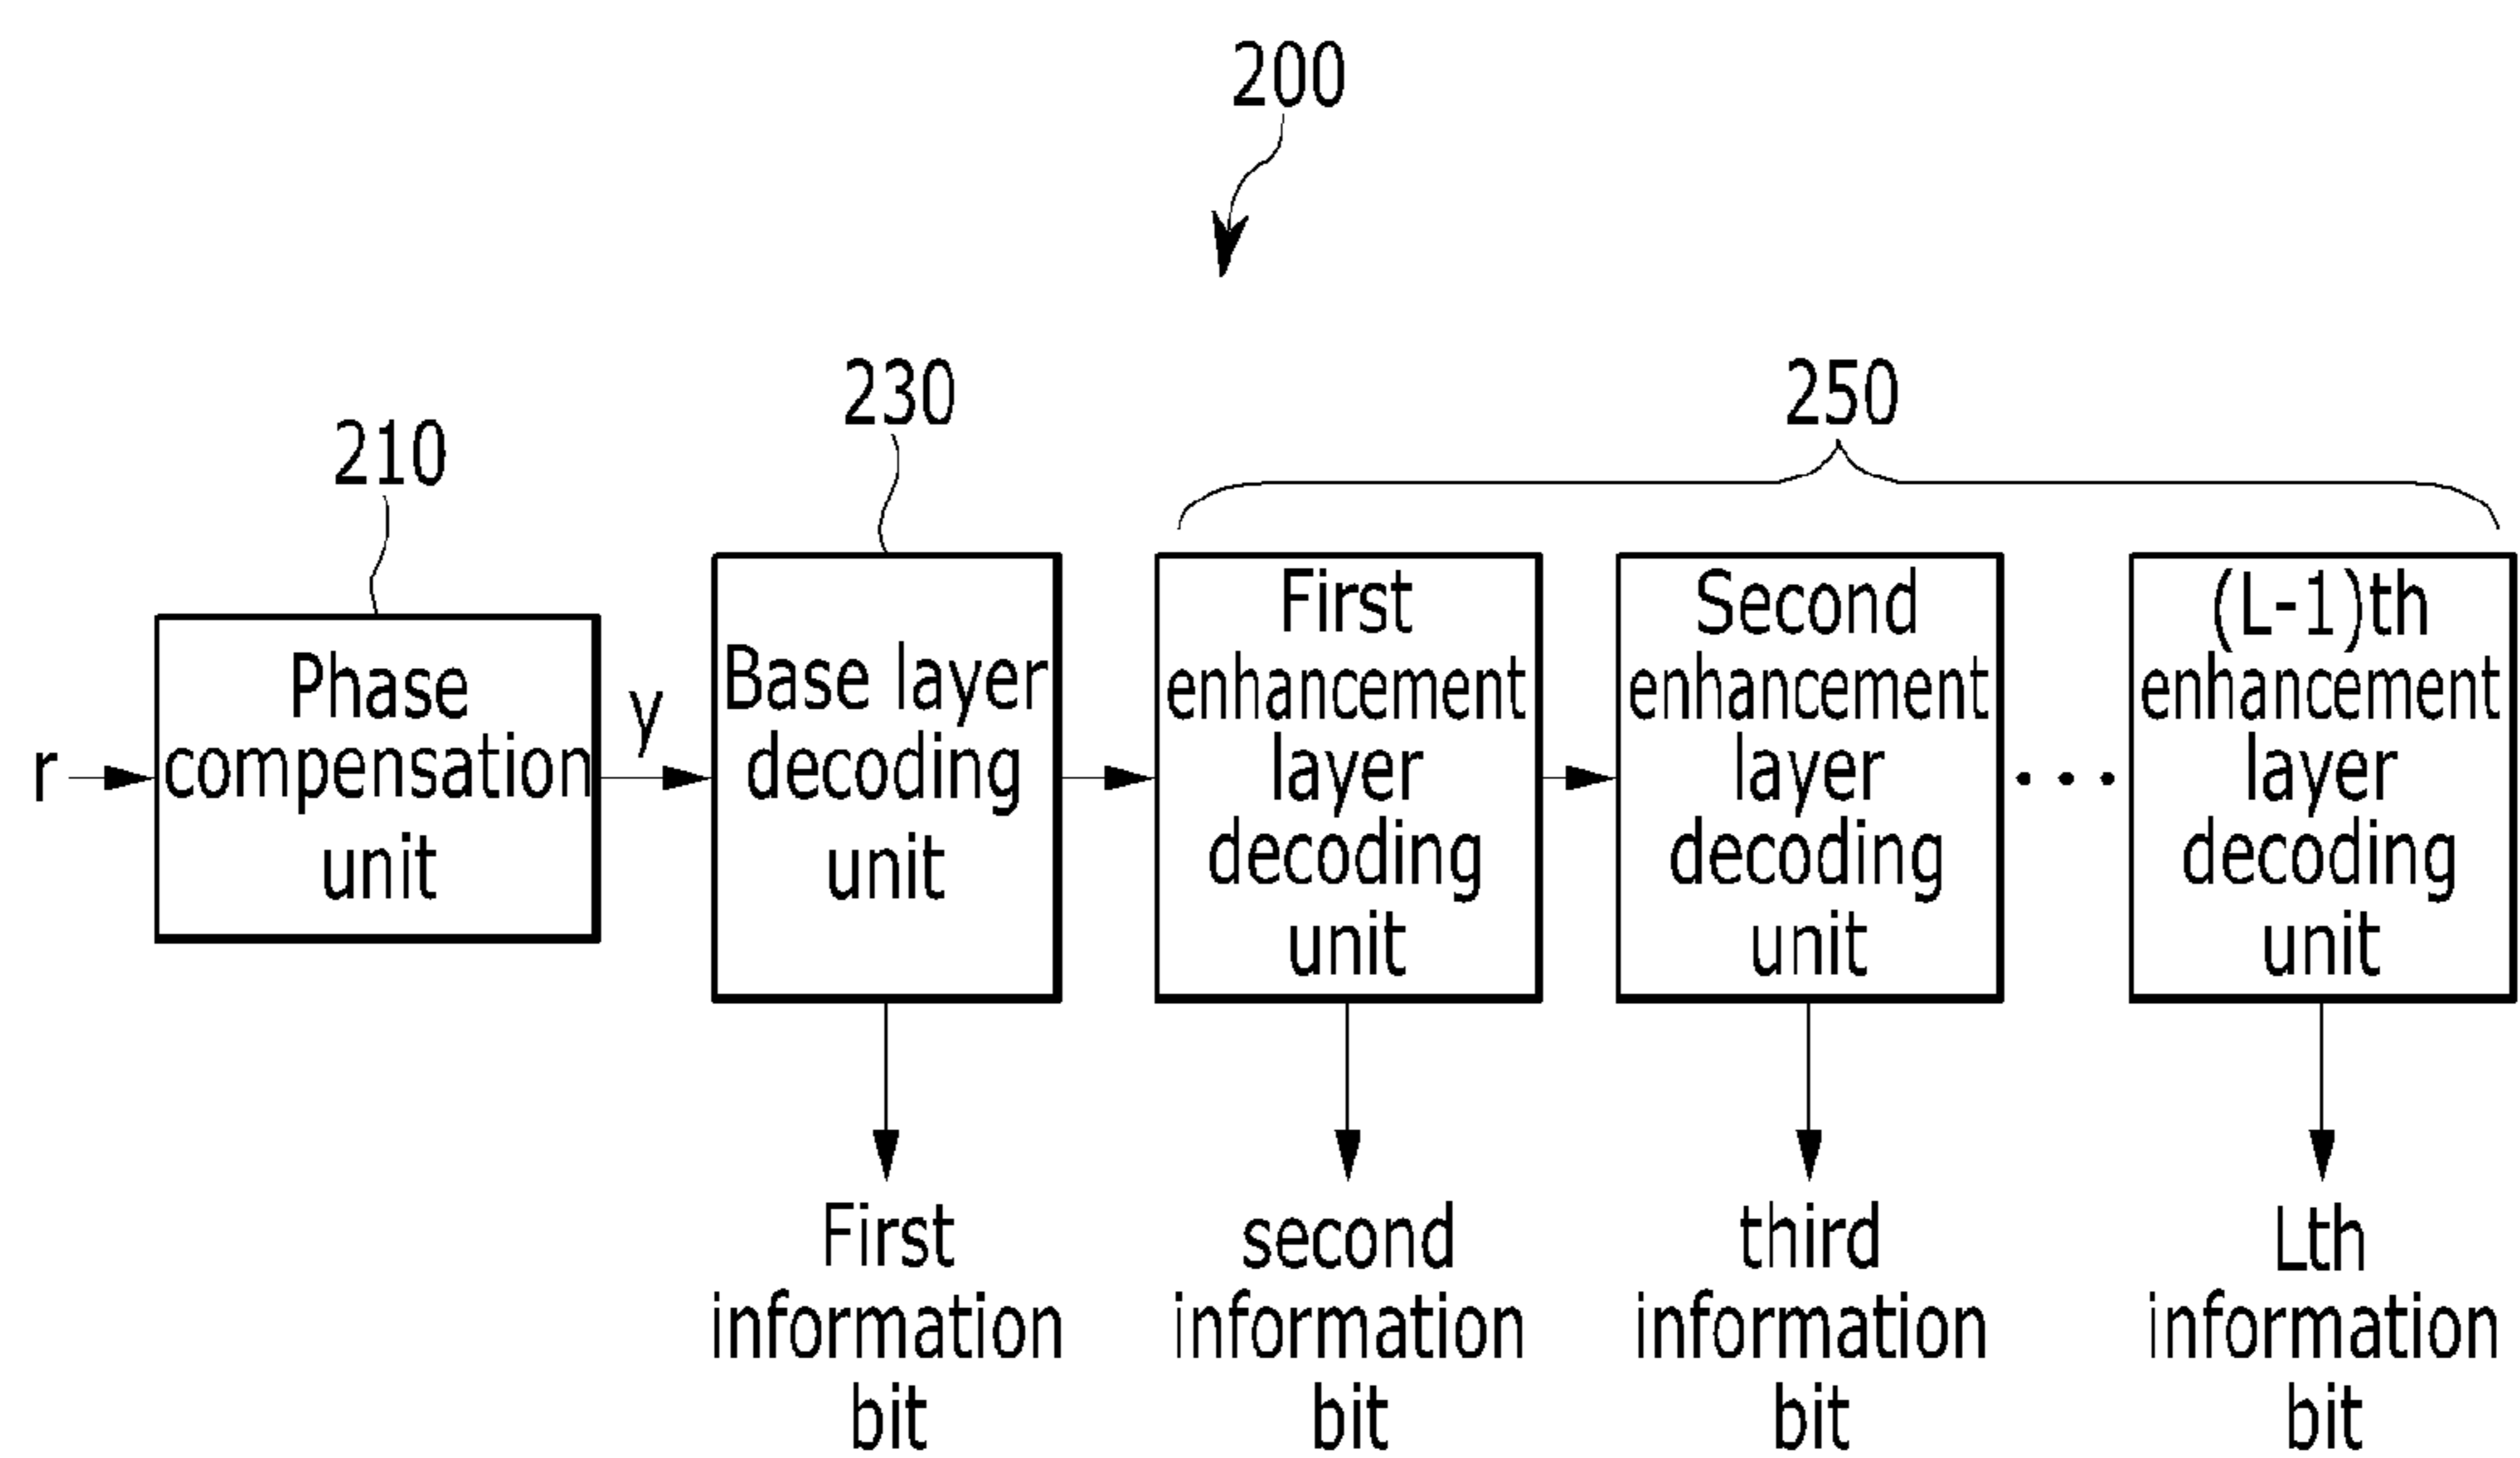 200
210
230
250
r
Phase
compensation
unit
y
Base layer
decoding
unit
First
enhancement
layer
decoding
unit
Second
enhancement
layer
decoding
unit
• • •
(L-1)th
enhancement
layer
decoding
unit
First
information
bit
second
information
bit
third
information
bit
Lth
information
bit